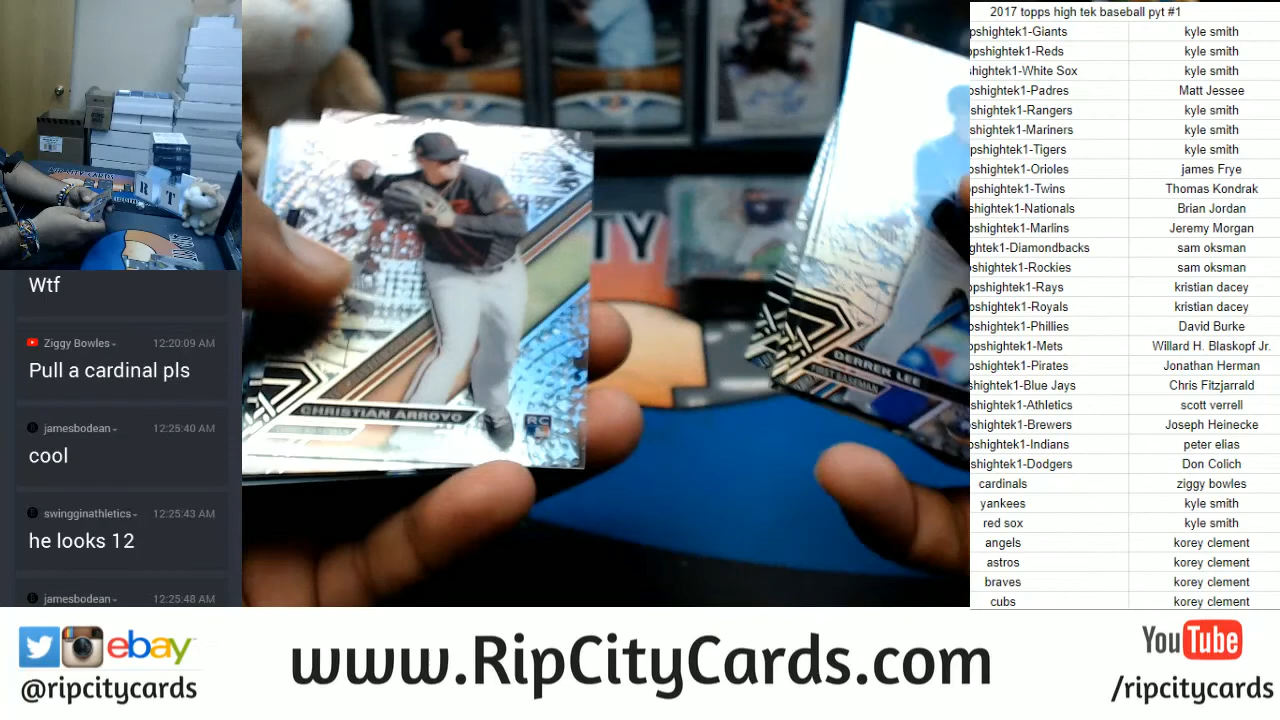 Wtf
Ziggy Bowles 12:20:09 AM
Pull a cardinal pls
jamesbodean 12:25:40 AM
cool
swingginathletics 12:25:43 AM
he looks 12
jamesbodean 12:25:48 AM
R T
TY
CHRISTIAN ARROYO
RC
DERREK LEE
FIRST BASEMAN
2017 topps high tek baseball pyt #1
pshightek1-Giants kyle smith
pshightek1-Reds kyle smith
shightek1-White Sox kyle smith
pshightek1-Padres Matt Jessee
pshightek1-Rangers kyle smith
shightek1-Mariners kyle smith
pshightek1-Tigers kyle smith
shightek1-Orioles james Frye
pshightek1-Twins Thomas Kondrak
shightek1-Nationals Brian Jordan
shightek1-Marlins Jeremy Morgan
ghtek1-Diamondbacks sam oksman
shightek1-Rockies sam oksman
pshightek1-Rays kristian dacey
pshightek1-Royals kristian dacey
shightek1-Phillies David Burke
pshightek1-Mets Willard H. Blaskopf Jr.
shightek1-Pirates Jonathan Herman
shightek1-Blue Jays Chris Fitzjarrald
shightek1-Athletics scott verrell
shightek1-Brewers Joseph Heinecke
shightek1-Indians peter elias
shightek1-Dodgers Don Colich
cardinals ziggy bowles
yankees kyle smith
red sox kyle smith
angels korey clement
astros korey clement
braves korey clement
cubs korey clement
ebay
@ripcitycards
www.RipCityCards.com
YouTube
/ripcitycards